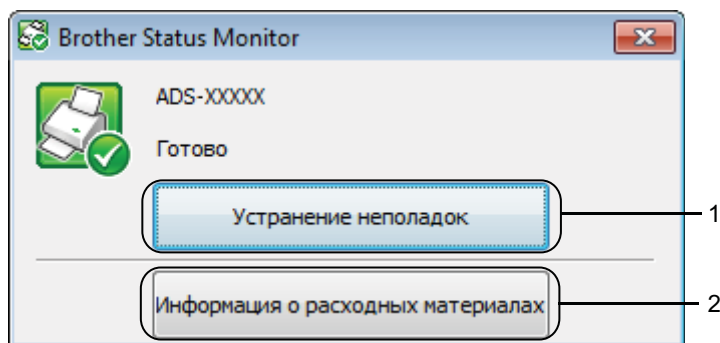 Brother Status Monitor
ADS-XXXXX
Готово
Устранение неполадок
1
Информация о расходных материалах
2